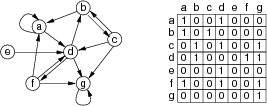 b
a
c
e
d
f
g
a b c d e f g
a 1 0 0 1 0 0 0
b 1 0 1 0 0 0 0
c 0 1 0 1 0 0 1
d 0 1 0 0 0 1 1
e 0 0 0 1 0 0 0
f 1 0 0 1 0 0 1
g 0 0 0 0 0 0 1